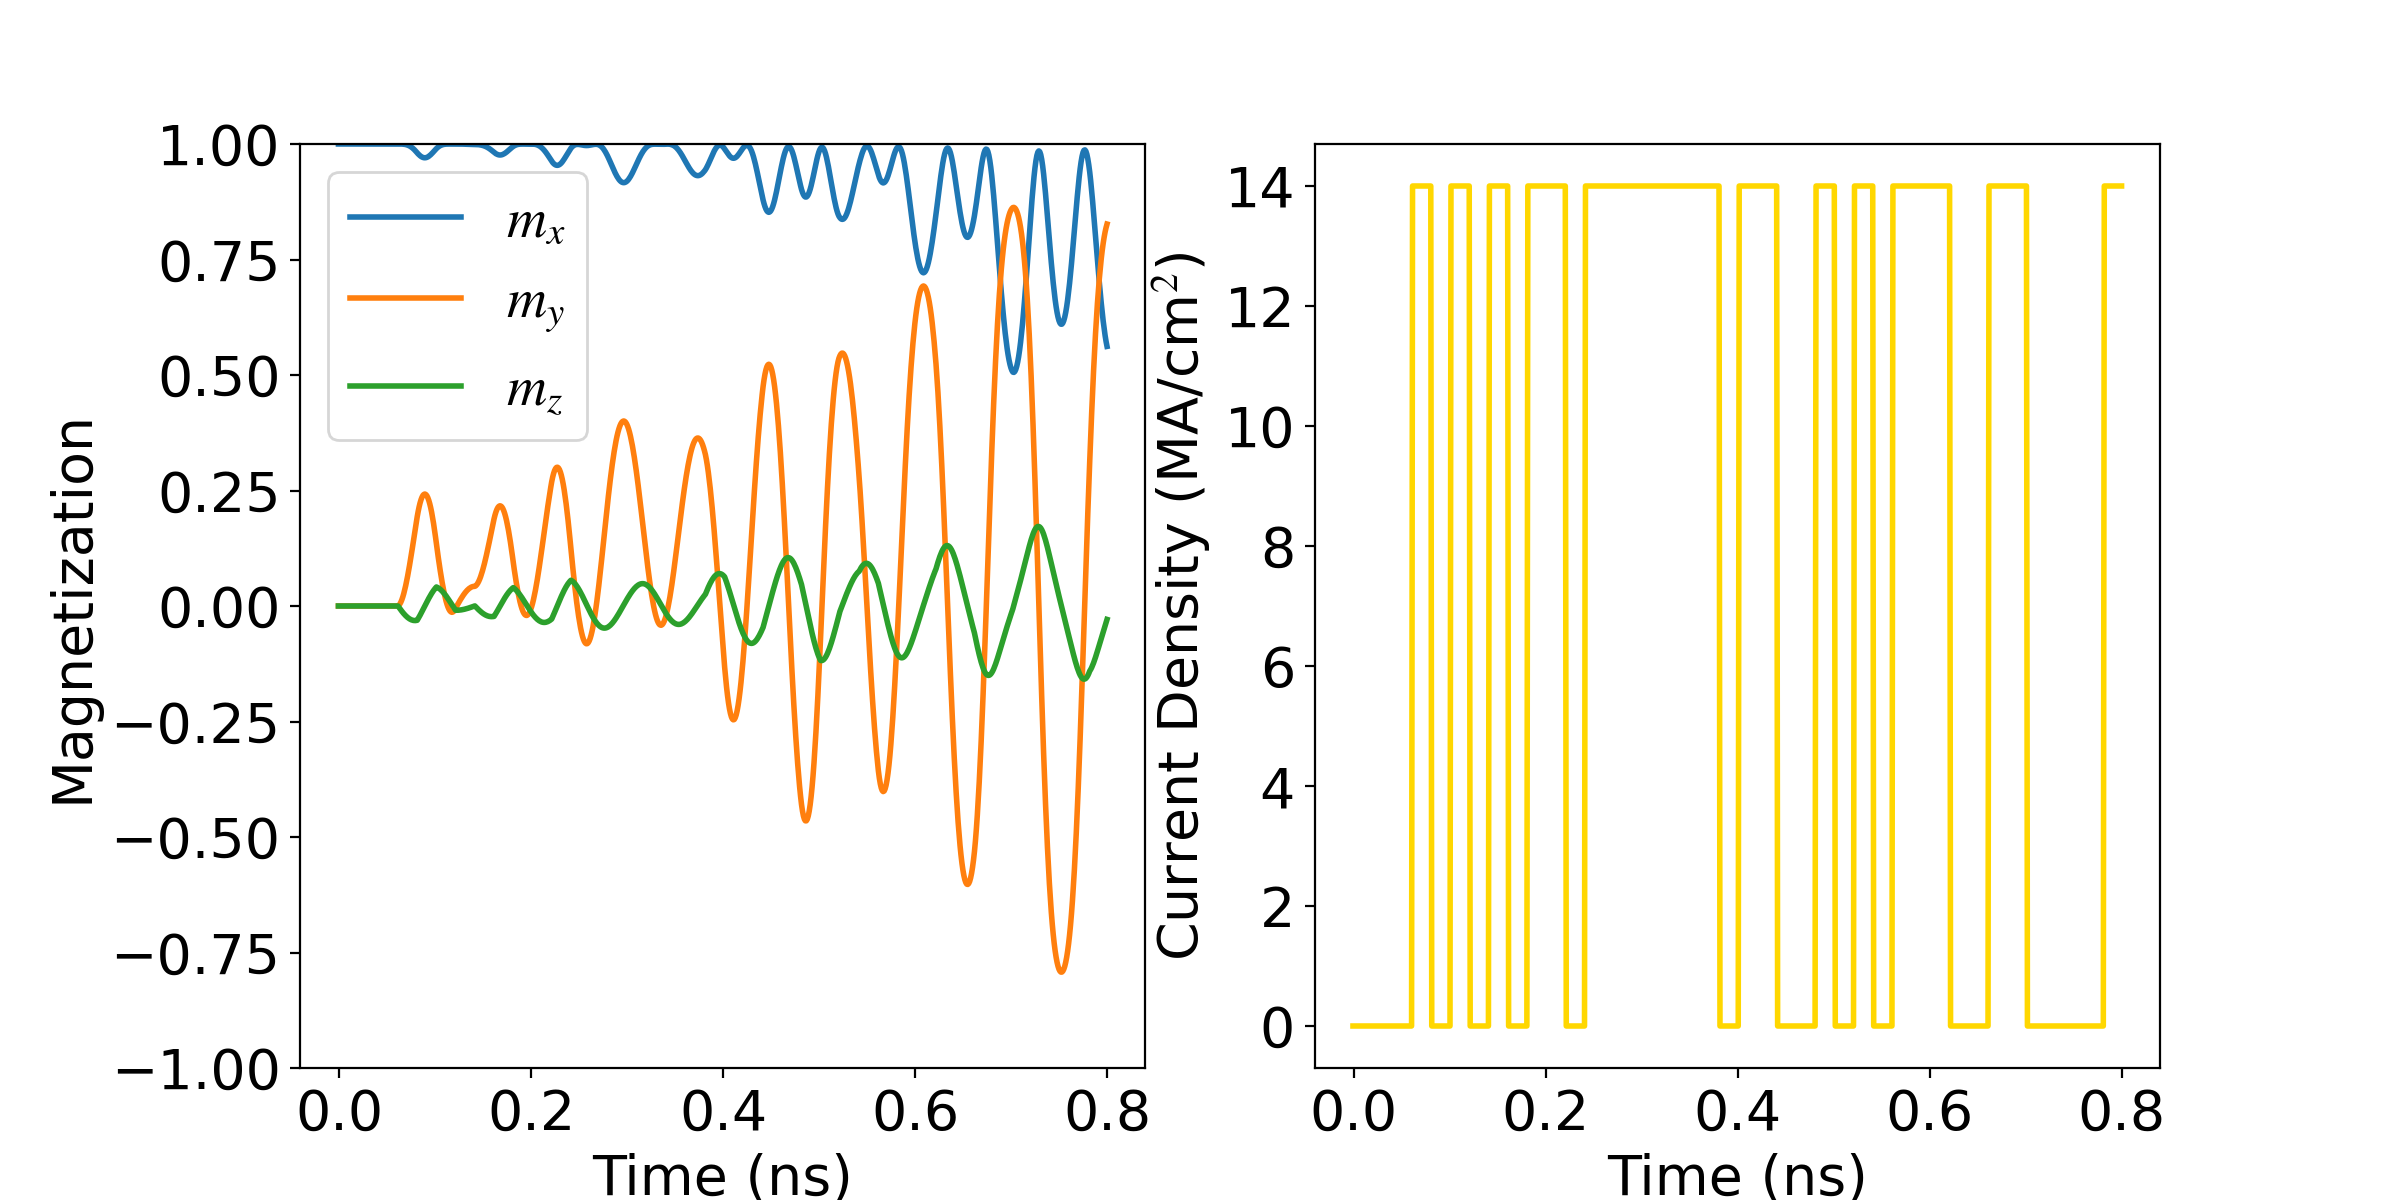 Magnetization
1.00
0.75
0.50
0.25
0.00
−0.25
−0.50
−0.75
−1.00
m_x
m_y
m_z
0.0 0.2 0.4 0.6 0.8
Time (ns)
Current Density (MA/cm²)
14
12
10
8
6
4
2
0
0.0 0.2 0.4 0.6 0.8
Time (ns)